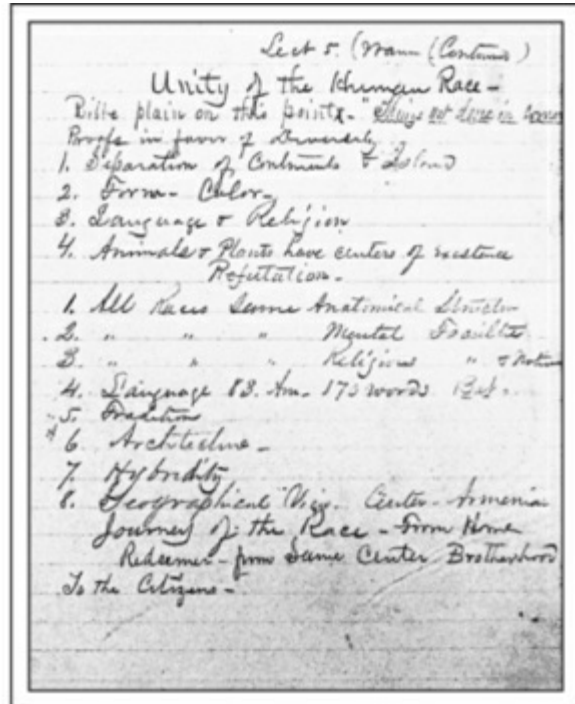 Lect 5. (Man (Continued)
Unity of the Human Race -
Bible plain on this point -
Proofs in favor of Diversity.
1. Separation of Continents & Island
2. Form - Color -
3. Language & Religion
4. Animals & Plants have centers of existence
Refutation -
1. All Races Same Anatomical Structure
2. " " " Mental Faculties
3. " " " Religious " &
4. Language 83. Am. 170 words
5. Traditions
6. Architecture -
7. Hybridity
8. Geographical View. Center - Armenia
Journey of the Race - From Home
Redeemer - from Same Center Brotherhood
To the Citizens -